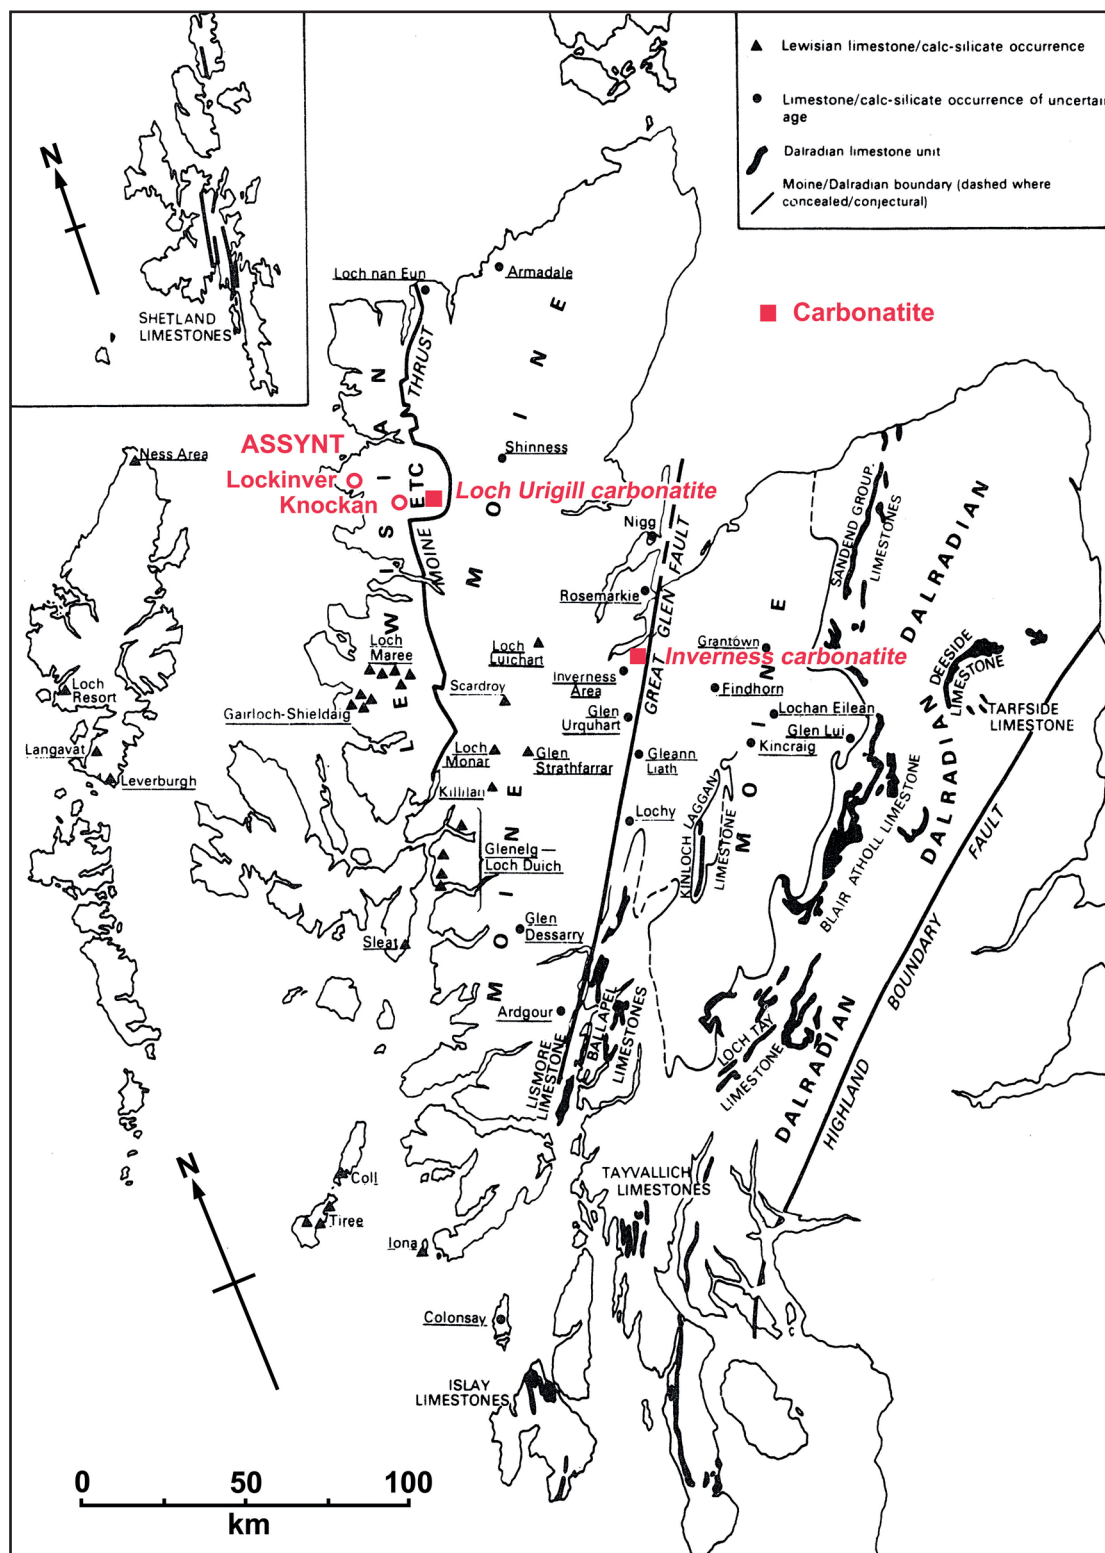 Lewisian limestone/calc-silicate occurrence
Limestone/calc-silicate occurrence of uncertain
age
Dalradian limestone unit
Moine/Dalradian boundary (dashed where
concealed/conjectural)
N
SHETLAND
LIMESTONES
Carbonatite
Loch nan Eun
Armadale
MOINE THRUST
MOINE
LEWISIAN
ETC
ASSYNT
Lockinver
Knockan
Loch Urigill carbonatite
Ness Area
Shinness
Nigg
Rosemarkie
GREAT GLEN FAULT
SANDEND GROUP.
LIMESTONES
DALRADIAN
Loch
Maree
Loch
Luichart
Grantown
Inverness carbonatite
Inverness
Area
MOINE
DEESIDE
LIMESTONE
Loch
Resort
Scardroy
Findhorn
Gairloch-Shieldaig
Glen
Urquhart
Lochan Eilean
TARFSIDE
LIMESTONE
Langavat
Loch
Monar
Glen
Strathfarrar
Gleann
Liath
Kincraig
Glen Lui
Leverburgh
Killilan
Lochy
KINLOCH LAGGAN
LIMESTONE
DALRADIAN
BLAIR ATHOLL LIMESTONE
Glenelg—
Loch Duich
Glen
Dessarry
Sleat
Ardgour
LISMORE
LIMESTONE
BALLAPEL
LIMESTONES
LOCH TAY
LIMESTONE
DALRADIAN
HIGHLAND BOUNDARY FAULT
N
Coll
Tiree
Iona
TAYVALLICH
LIMESTONES
Colonsay
ISLAY
LIMESTONES
0 50 100
km